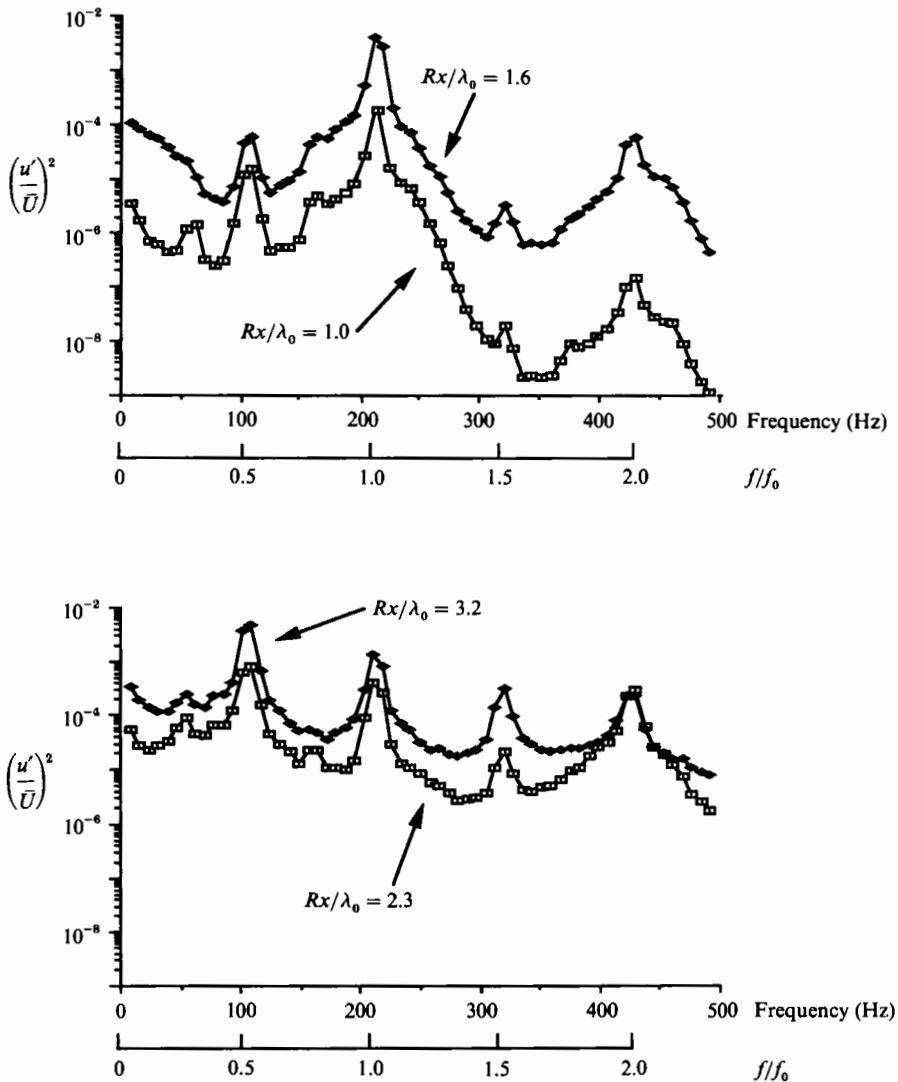 10⁻²
Rx/λ₀ = 1.6
10⁻⁴
(u′/Ū)²
10⁻⁶
Rx/λ₀ = 1.0
10⁻⁸
0 100 200 300 400 500 Frequency (Hz)
0 0.5 1.0 1.5 2.0 f/f₀
10⁻²
Rx/λ₀ = 3.2
10⁻⁴
(u′/Ū)²
10⁻⁶
Rx/λ₀ = 2.3
10⁻⁸
0 100 200 300 400 500 Frequency (Hz)
0 0.5 1.0 1.5 2.0 f/f₀